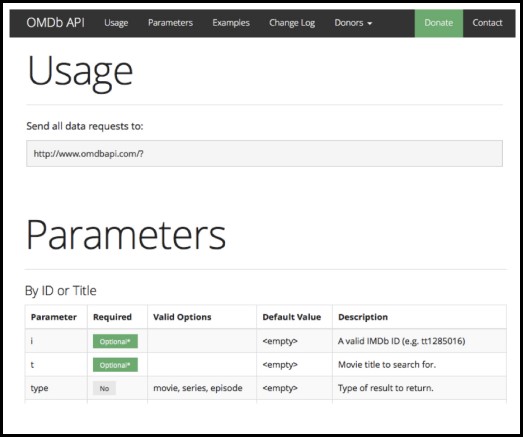 OMDb API Usage Parameters Examples Change Log Donors Donate Contact
Usage
Send all data requests to:
http://www.omdbapi.com/?
Parameters
By ID or Title
Parameter Required Valid Options Default Value Description
i Optional* <empty> A valid IMDb ID (e.g. tt1285016)
t Optional* <empty> Movie title to search for.
type No movie, series, episode <empty> Type of result to return.